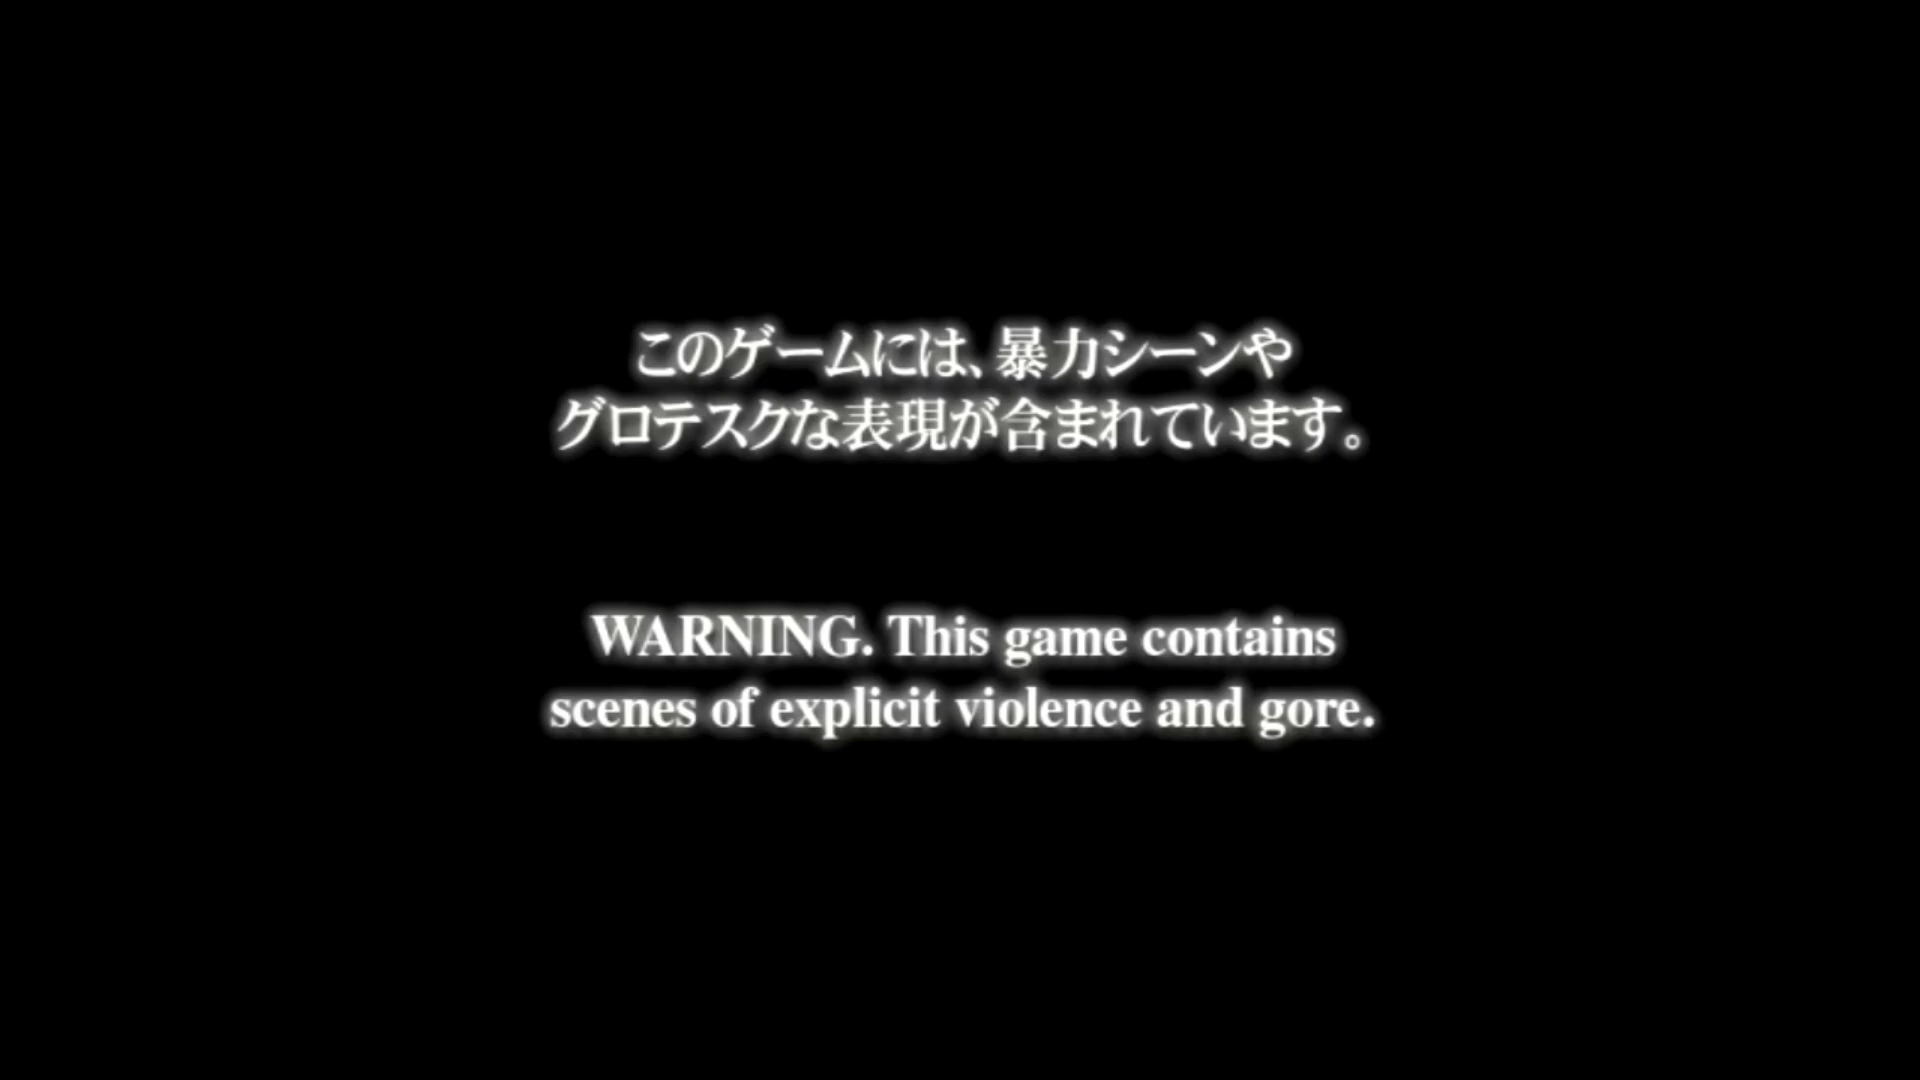 このゲームには、暴力シーンや
グロテスクな表現が含まれています。
WARNING. This game contains
scenes of explicit violence and gore.